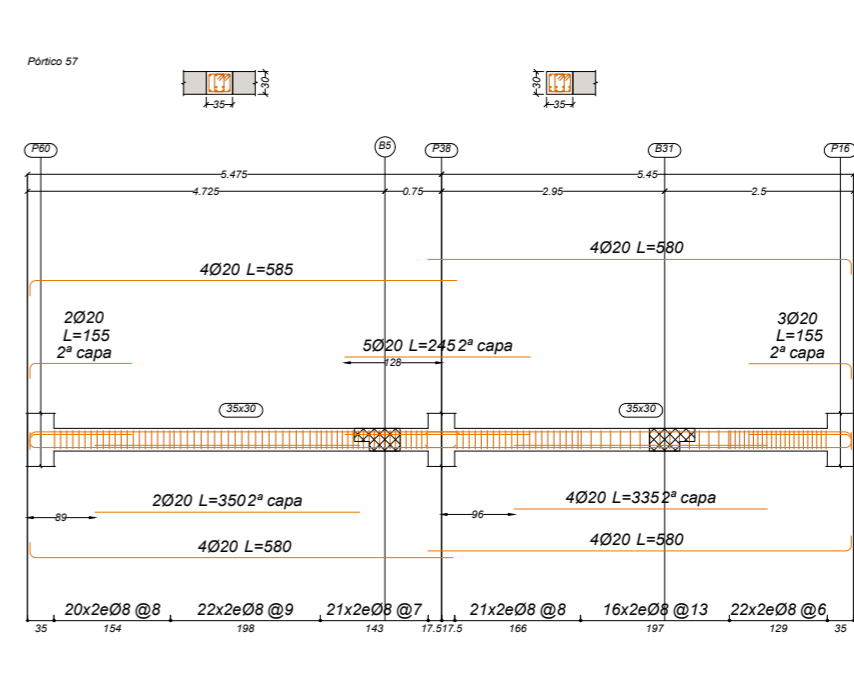 Pórtico 57
30
35
30
35
P60
B5
P38
B31
P16
5.475
5.45
4.725
0.75
2.95
2.5
4Ø20 L=580
4Ø20 L=585
2Ø20
L=155
2ª capa
3Ø20
L=155
2ª capa
5Ø20 L=245 2ª capa
128
35x30
35x30
2Ø20 L=350 2ª capa
4Ø20 L=335 2ª capa
89
96
4Ø20 L=580
4Ø20 L=580
20x2eØ8 @8
22x2eØ8 @9
21x2eØ8 @7
21x2eØ8 @8
16x2eØ8 @13
22x2eØ8 @6
35
154
198
143
17.5
17.5
166
197
129
35